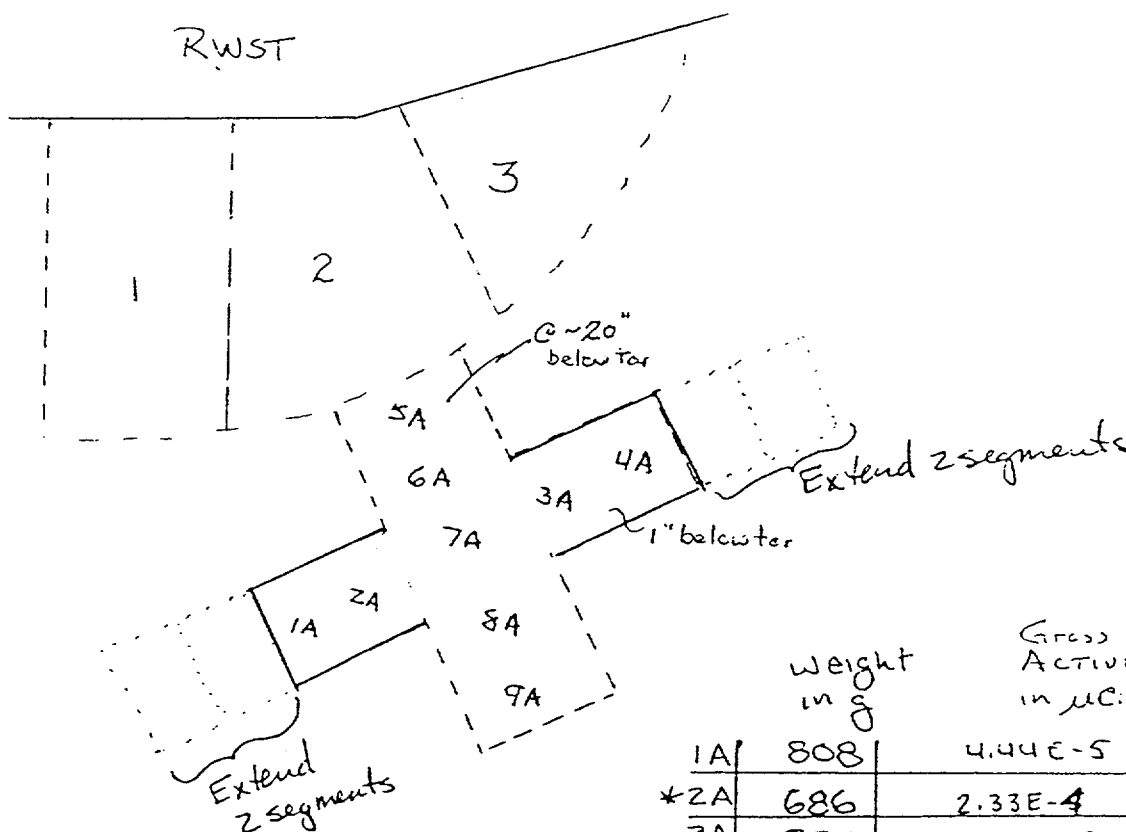 RWST
1
2
3
@ ~20"
below tar
5A
6A
4A
3A
Extend 2 segments
7A
1" below tar
2A
1A
8A
9A
Extend
2 segments
weight
in g
Gross
in
1A 808 4.44E-5
*2A 686 2.33E-4